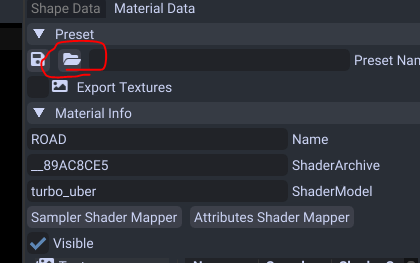 Shape Data Material Data
Preset
Preset Nam
Export Textures
Material Info
ROAD Name
__89AC8CE5 ShaderArchive
turbo_uber ShaderModel
Sampler Shader Mapper Attributes Shader Mapper
Visible